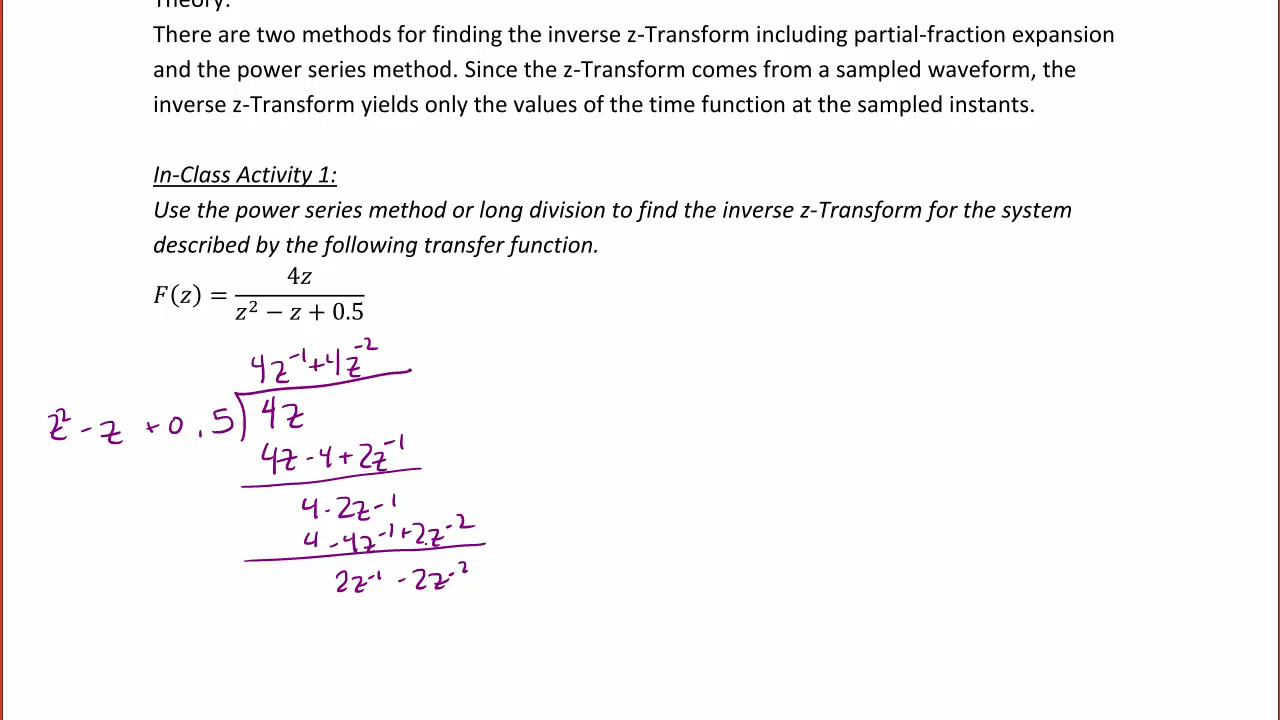 Theory:
There are two methods for finding the inverse z-Transform including partial-fraction expansion
and the power series method. Since the z-Transform comes from a sampled waveform, the
inverse z-Transform yields only the values of the time function at the sampled instants.
In-Class Activity 1:
Use the power series method or long division to find the inverse z-Transform for the system
described by the following transfer function.
F(z) = 4z / (z² − z + 0.5)
4z⁻¹+4z⁻²
z² - z + 0.5) 4z
4z - 4 + 2z⁻¹
4 - 2z⁻¹
4 - 4z⁻¹+2z⁻²
2z⁻¹ - 2z⁻²